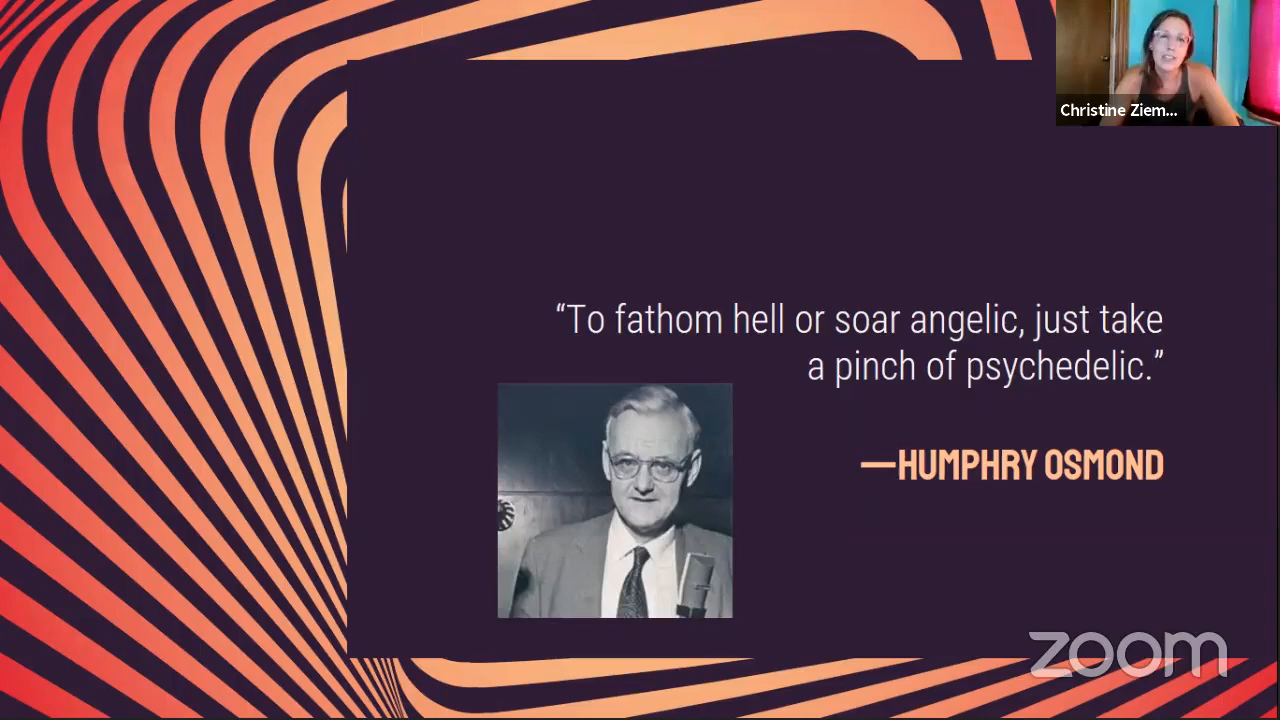 Christine Ziem...
“To fathom hell or soar angelic, just take
a pinch of psychedelic.”
—HUMPHRY OSMOND
zoom